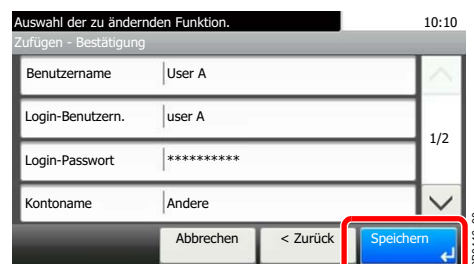 Auswahl der zu ändernden Funktion. 10:10
Zufügen - Bestätigung
Benutzername User A
Login-Benutzern. user A
1/2
Login-Passwort **********
Kontoname Andere
Abbrechen < Zurück Speichern